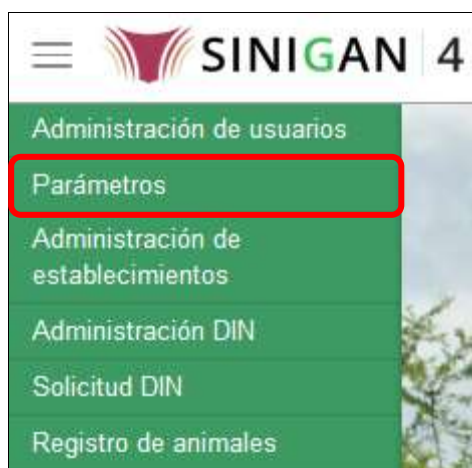 SINIGAN 4
Administración de usuarios
Parámetros
Administración de
establecimientos
Administración DIN
Solicitud DIN
Registro de animales